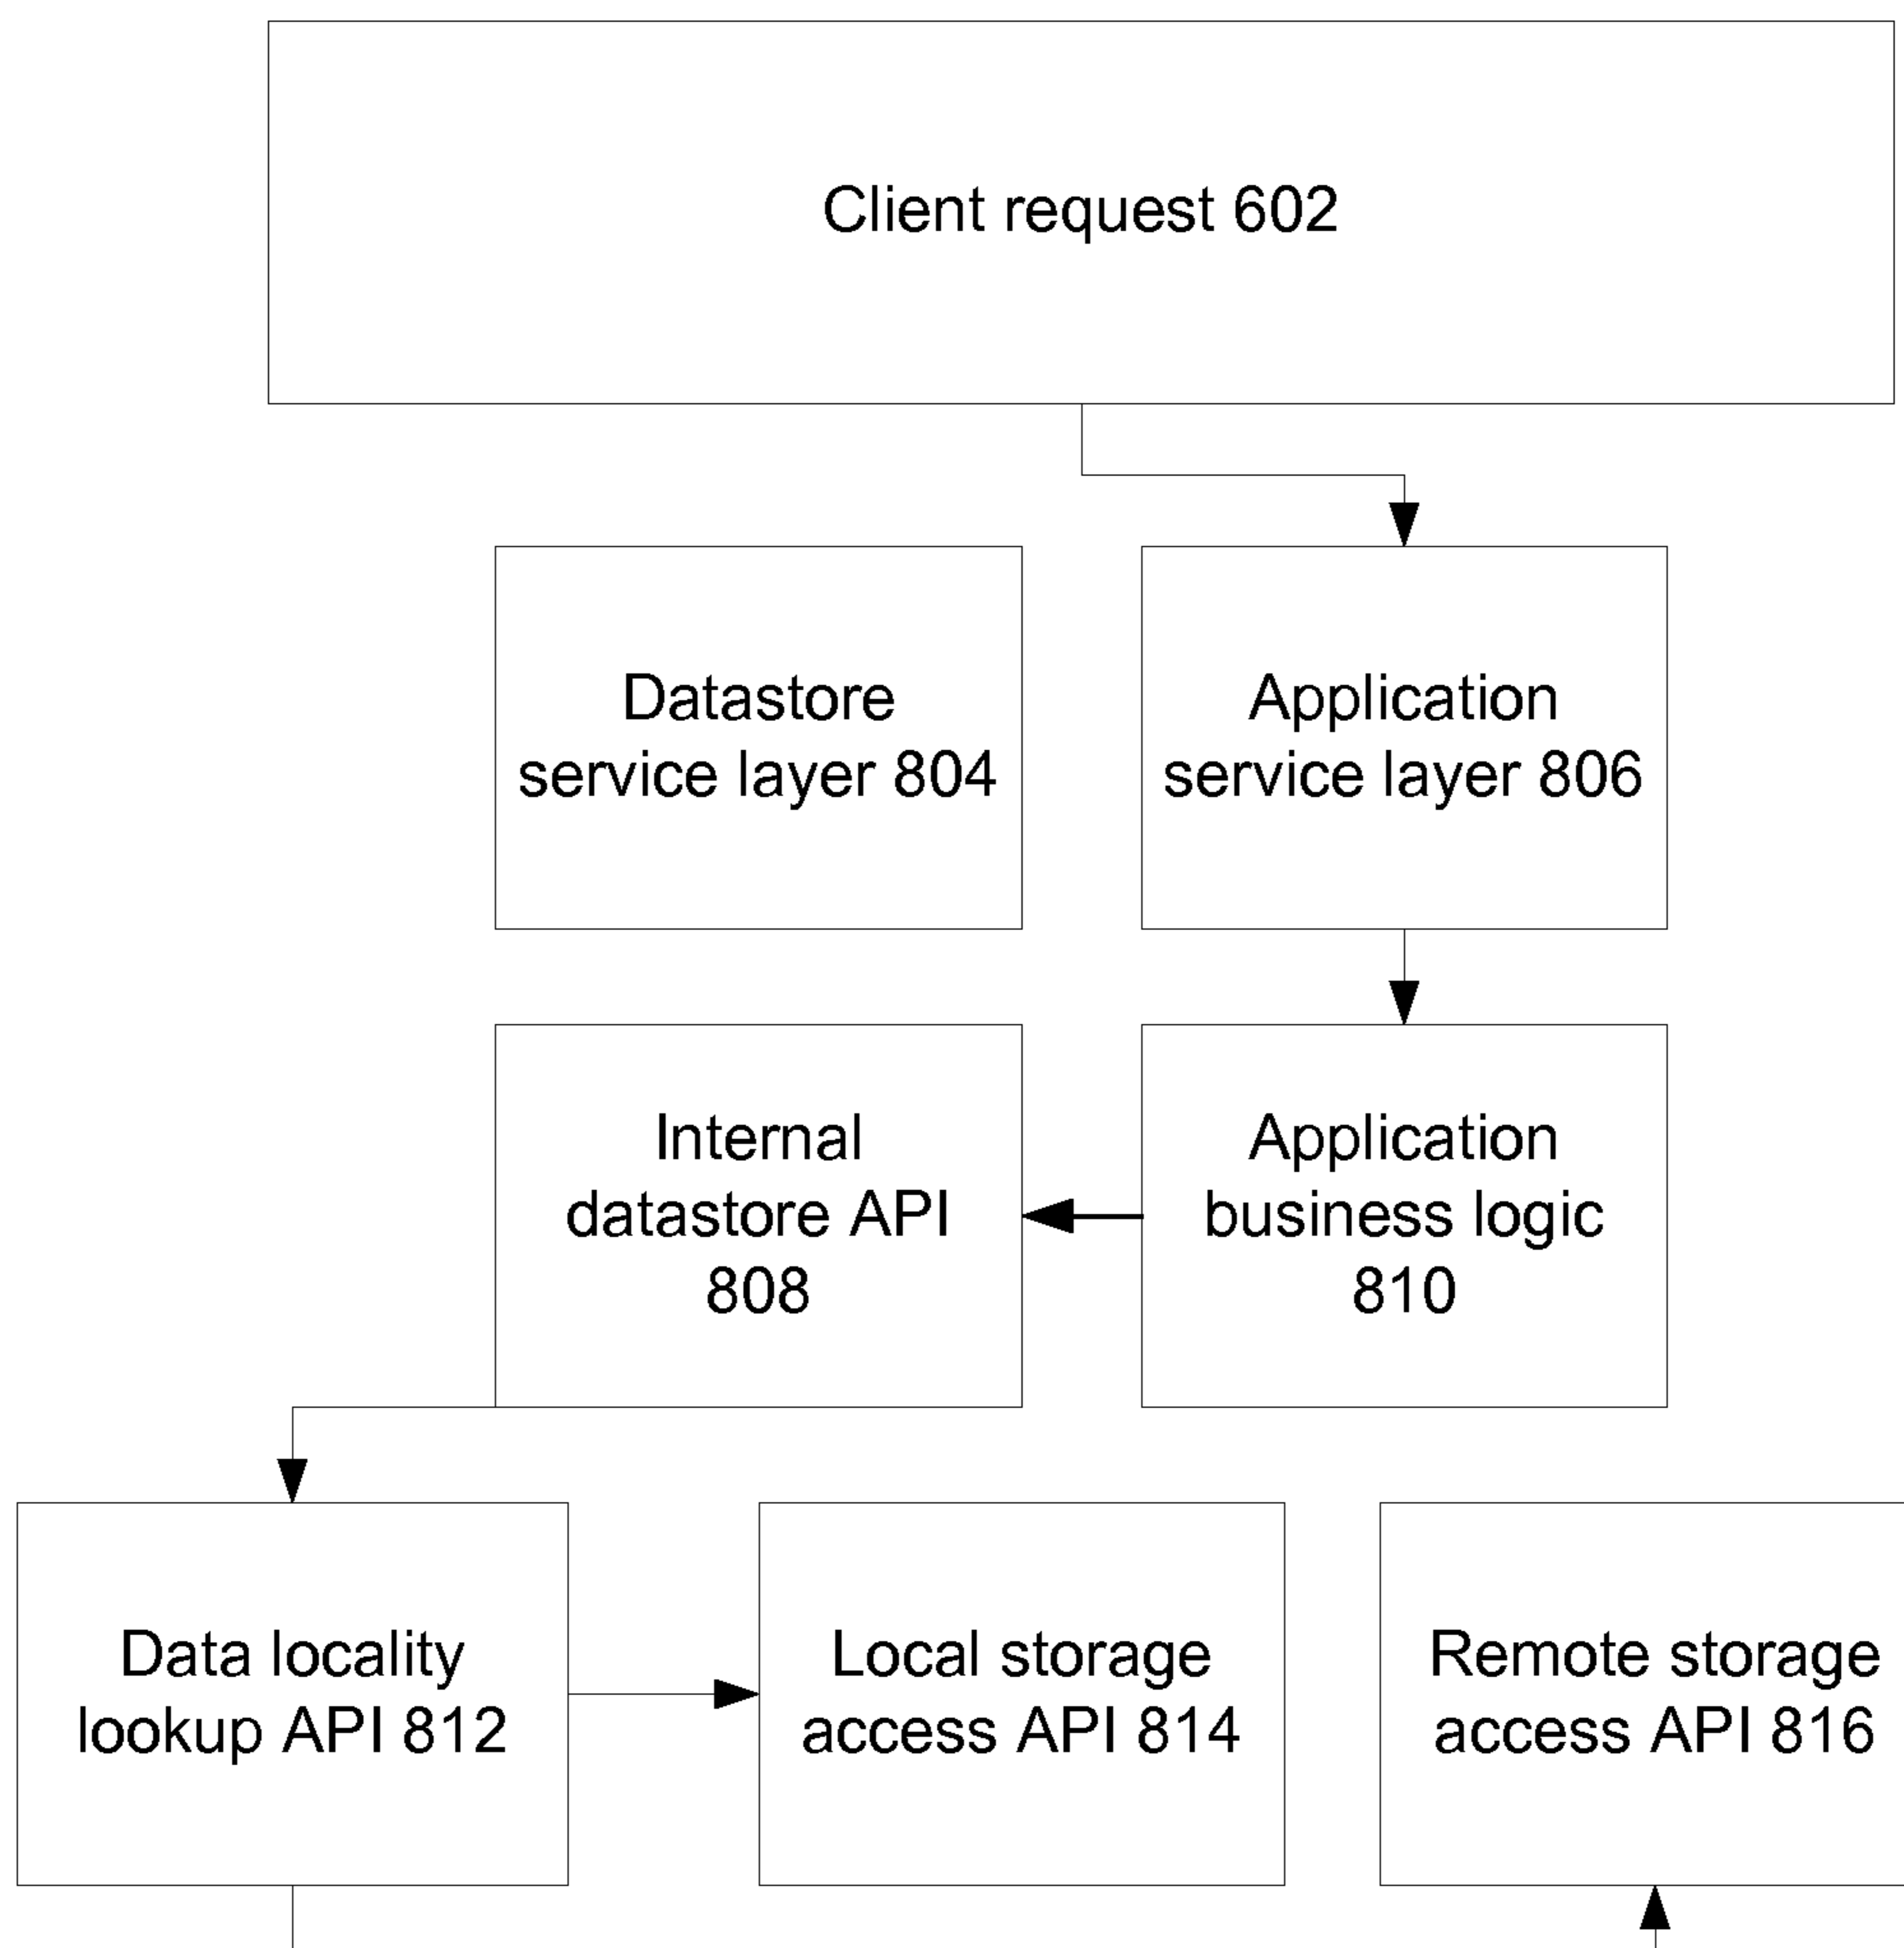 Client request 602
Datastore
service layer 804
Application
service layer 806
Internal
datastore API
808
Application
business logic
810
Data locality
lookup API 812
Local storage
access API 814
Remote storage
access API 816